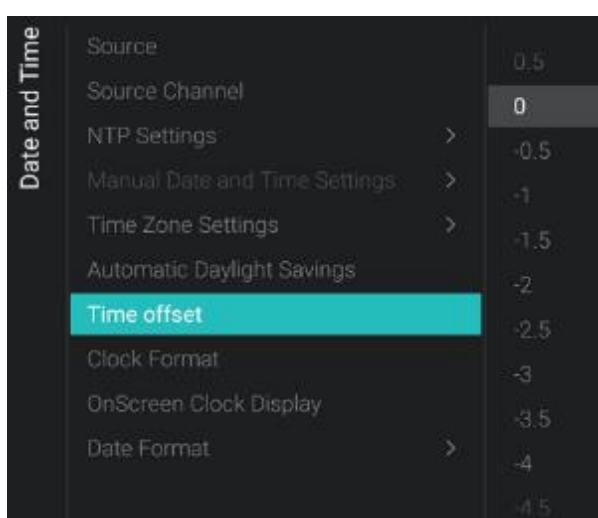 Date and Time
Source
Source Channel
NTP Settings
Manual Date and Time Settings
Time Zone Settings
Automatic Daylight Savings
Time offset
Clock Format
OnScreen Clock Display
Date Format
0.5
0
-0.5
-1
-1.5
-2
-2.5
-3
-3.5
-4
-4.5